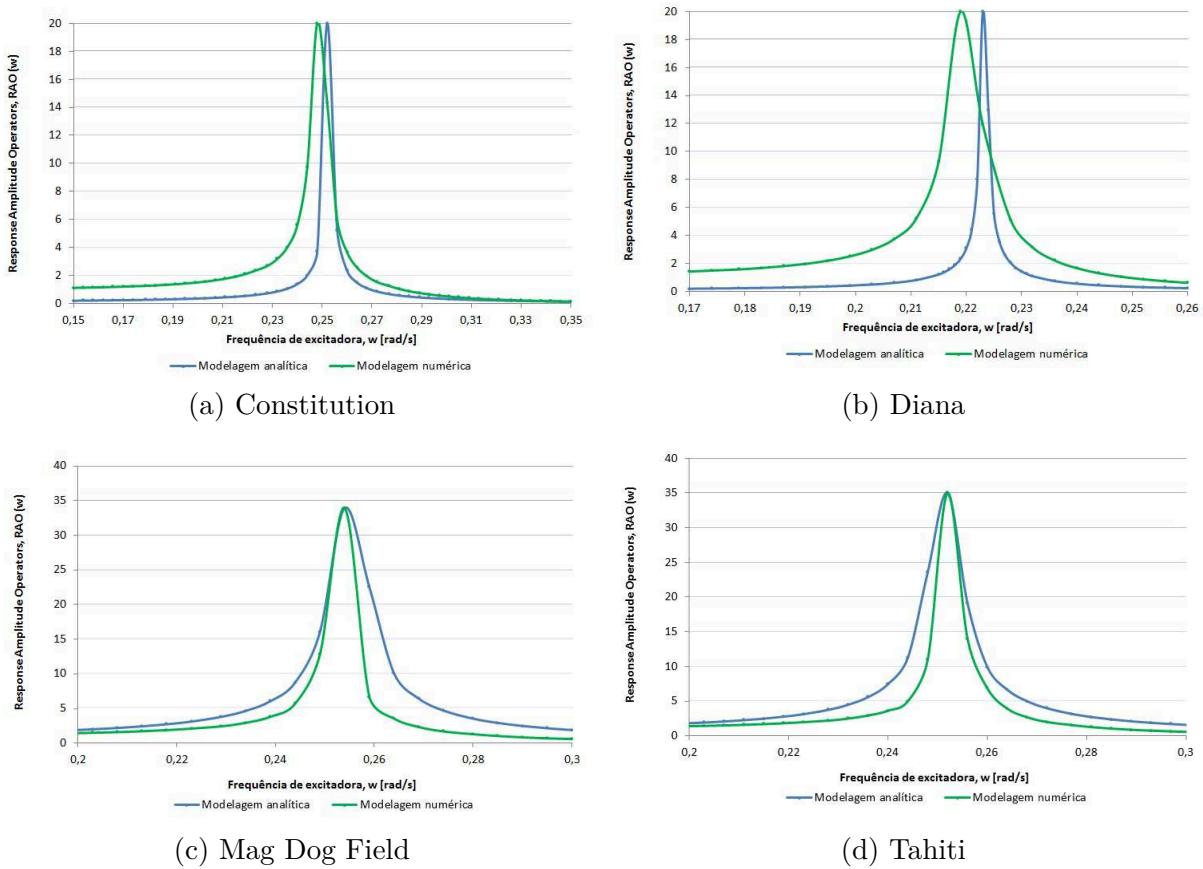 Response Amplitude Operators, RAO (w)
20
18
16
14
12
10
8
6
4
2
0
0,15 0,17 0,19 0,21 0,23 0,25 0,27 0,29 0,31 0,33 0,35
Frequência de excitadora, w [rad/s]
Modelagem analítica Modelagem numérica
(a) Constitution
Response Amplitude Operators, RAO (w)
20
18
16
14
12
10
8
6
4
2
0
0,17 0,18 0,19 0,2 0,21 0,22 0,23 0,24 0,25 0,26
Frequência de excitadora, w [rad/s]
Modelagem analítica Modelagem numérica
(b) Diana
Response Amplitude Operators, RAO (w)
40
35
30
25
20
15
10
5
0
0,2 0,22 0,24 0,26 0,28 0,3
Frequência de excitadora, w [rad/s]
Modelagem analítica Modelagem numérica
(c) Mag Dog Field
Response Amplitude Operators, RAO (w)
40
35
30
25
20
15
10
5
0
0,2 0,22 0,24 0,26 0,28 0,3
Frequência de excitadora, w [rad/s]
Modelagem analítica Modelagem numérica
(d) Tahiti